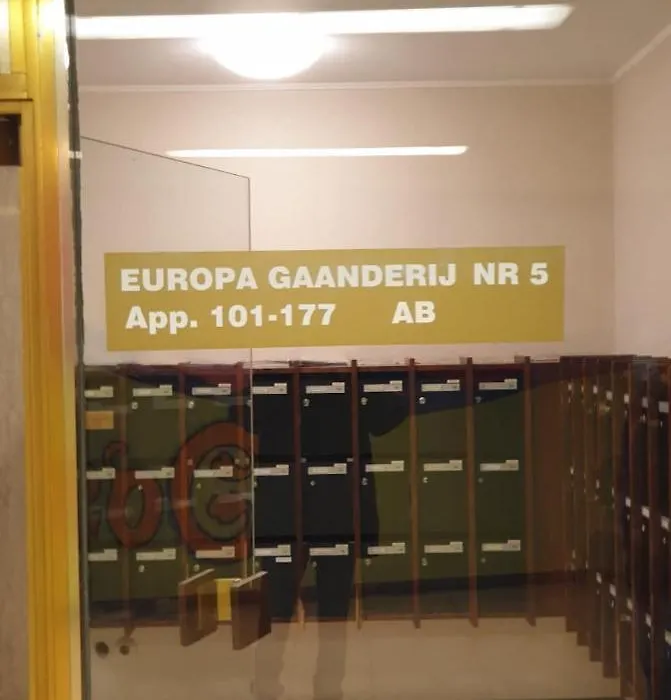 EUROPA GAANDERIJ NR 5
App. 101-177 AB